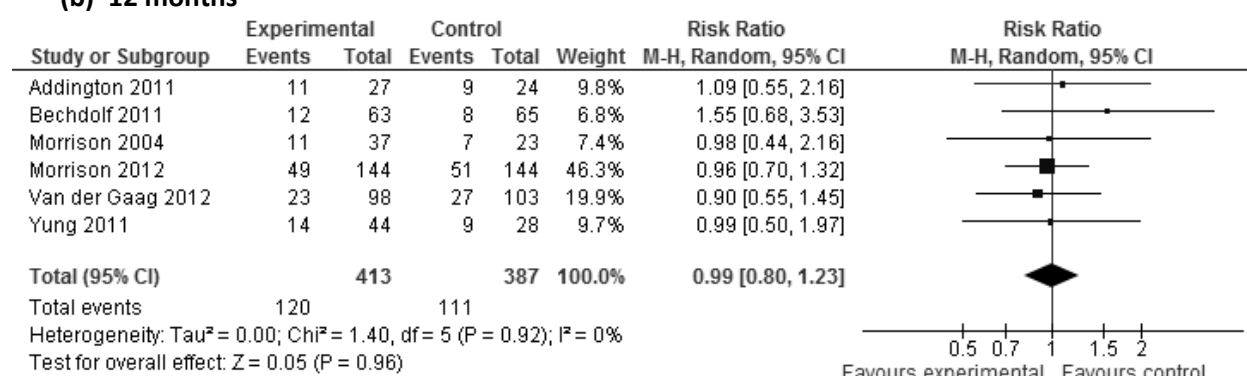 (b) 12 months
Experimental Control Risk Ratio Risk Ratio
Study or Subgroup Events Total Events Total Weight M-H, Random, 95% CI M-H, Random, 95% CI
Addington 2011 11 27 9 24 9.8% 1.09 [0.55, 2.16]
Bechdolf 2011 12 63 8 65 6.8% 1.55 [0.68, 3.53]
Morrison 2004 11 37 7 23 7.4% 0.98 [0.44, 2.16]
Morrison 2012 49 144 51 144 46.3% 0.96 [0.70, 1.32]
Van der Gaag 2012 23 98 27 103 19.9% 0.90 [0.55, 1.45]
Yung 2011 14 44 9 28 9.7% 0.99 [0.50, 1.97]
Total (95% CI) 413 387 100.0% 0.99 [0.80, 1.23]
Total events 120 111
Heterogeneity: Tau² = 0.00; Chi² = 1.40, df = 5 (P = 0.92); I² = 0%
Test for overall effect: Z = 0.05 (P = 0.96)
0.5 0.7 1 1.5 2
Favours experimental Favours control